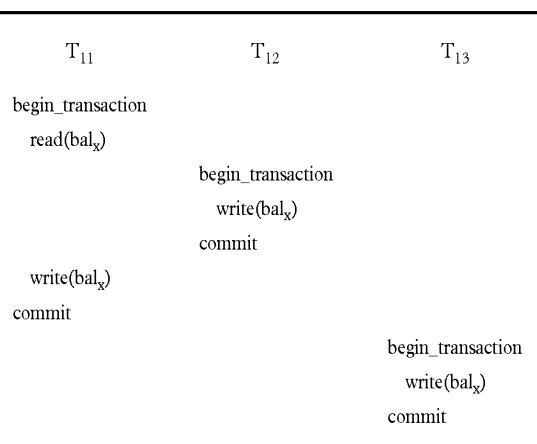 T₁₁ T₁₂ T₁₃
begin_transaction
read(balₓ)
begin_transaction
write(balₓ)
commit
write(balₓ)
commit
begin_transaction
write(balₓ)
commit